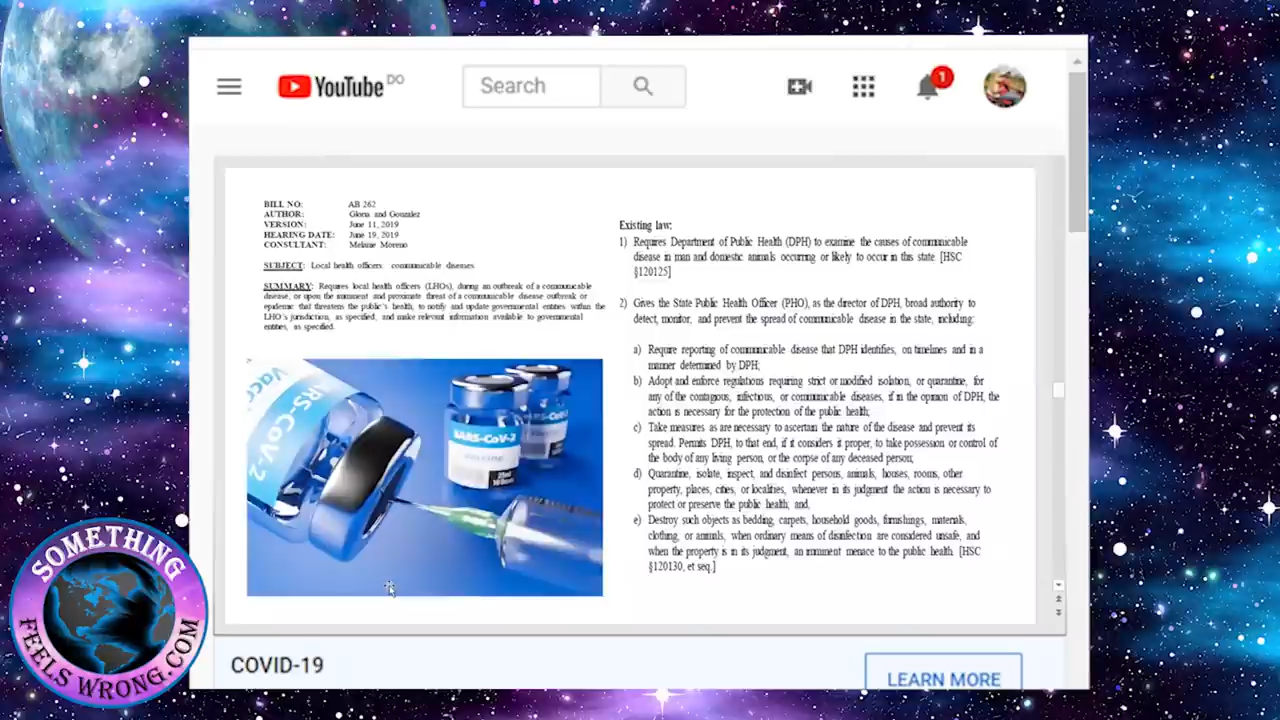 YouTube DO
Search
1
BILL NO: AB 262
AUTHOR: Gloria and Gonzalez
VERSION: June 11, 2019
HEARING DATE: June 19, 2019
CONSULTANT: Melanie Moreno
SUBJECT: Local health officers: communicable diseases
SUMMARY: Requires local health officers (LHOs), during an outbreak of a communicable
disease, or upon the imminent and proximate threat of a communicable disease outbreak or
epidemic that threatens the public's health, to notify and update governmental entities within the
LHO's jurisdiction, as specified, and make relevant information available to governmental
entities, as specified.
Existing law:
1) Requires Department of Public Health (DPH) to examine the causes of communicable
disease in man and domestic animals occurring or likely to occur in this state. [HSC
§120125]
2) Gives the State Public Health Officer (PHO), as the director of DPH, broad authority to
detect, monitor, and prevent the spread of communicable disease in the state, including:
a) Require reporting of communicable disease that DPH identifies, on timelines and in a
manner determined by DPH;
b) Adopt and enforce regulations requiring strict or modified isolation, or quarantine, for
any of the contagious, infectious, or communicable diseases, if in the opinion of DPH, the
action is necessary for the protection of the public health;
c) Take measures as are necessary to ascertain the nature of the disease and prevent its
spread. Permits DPH, to that end, if it considers it proper, to take possession or control of
the body of any living person, or the corpse of any deceased person;
d) Quarantine, isolate, inspect, and disinfect persons, animals, houses, rooms, other
property, places, cities, or localities, whenever in its judgment the action is necessary to
protect or preserve the public health; and,
e) Destroy such objects as bedding, carpets, household goods, furnishings, materials,
clothing, or animals, when ordinary means of disinfection are considered unsafe, and
when the property is in its judgment, an imminent menace to the public health. [HSC
§120130, et seq.]
SARS-CoV-2
VACCINE
COVID-19
LEARN MORE
SOMETHING
FEELS WRONG.COM